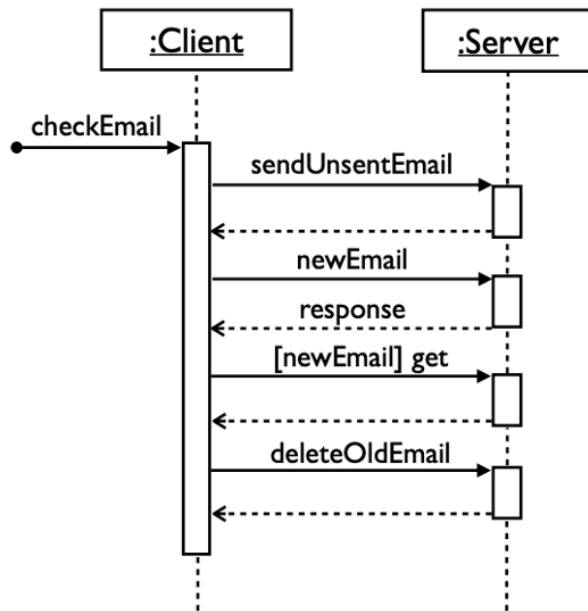 :Client
:Server
checkEmail
sendUnsentEmail
newEmail
response
[newEmail] get
deleteOldEmail